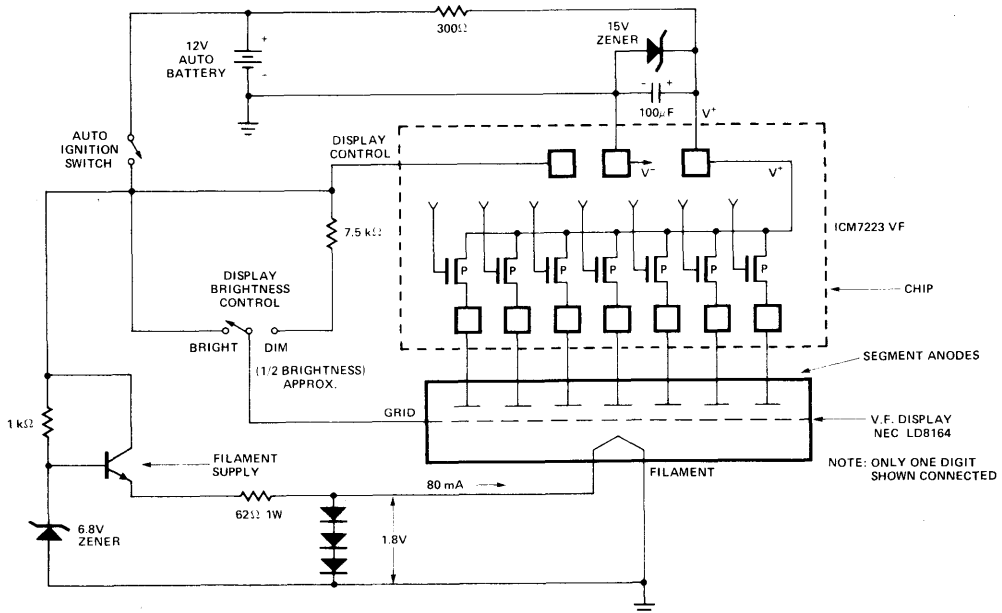 300Ω
15V
ZENER
12V
AUTO
BATTERY
+
-
- +
100µF
V+
AUTO
IGNITION
SWITCH
DISPLAY
CONTROL
V-
V+
ICM7223 VF
7.5 kΩ
P P P P P P P
DISPLAY
BRIGHTNESS
CONTROL
CHIP
BRIGHT DIM
(1/2 BRIGHTNESS)
APPROX.
SEGMENT ANODES
GRID
V.F. DISPLAY
NEC LD8164
1 kΩ
FILAMENT
SUPPLY
FILAMENT
NOTE: ONLY ONE DIGIT
SHOWN CONNECTED
80 mA
62Ω 1W
6.8V
ZENER
1.8V